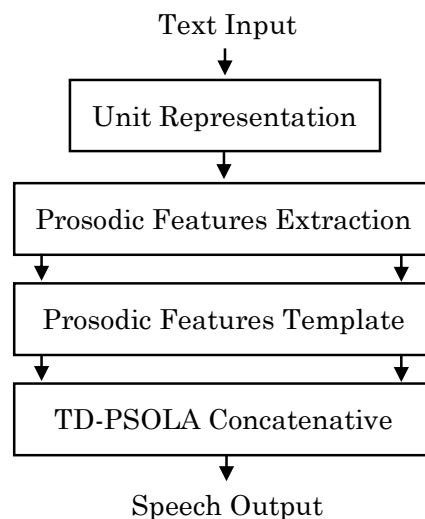 Text Input
Unit Representation
Prosodic Features Extraction
Prosodic Features Template
TD-PSOLA Concatenative
Speech Output